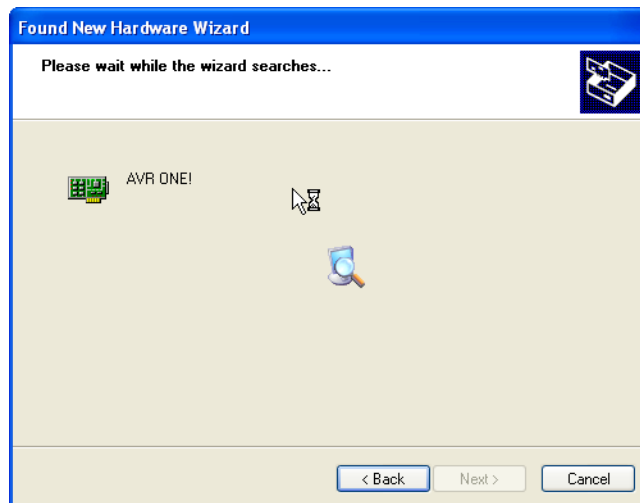 Found New Hardware Wizard
Please wait while the wizard searches...
AVR ONE!
< Back
Next >
Cancel